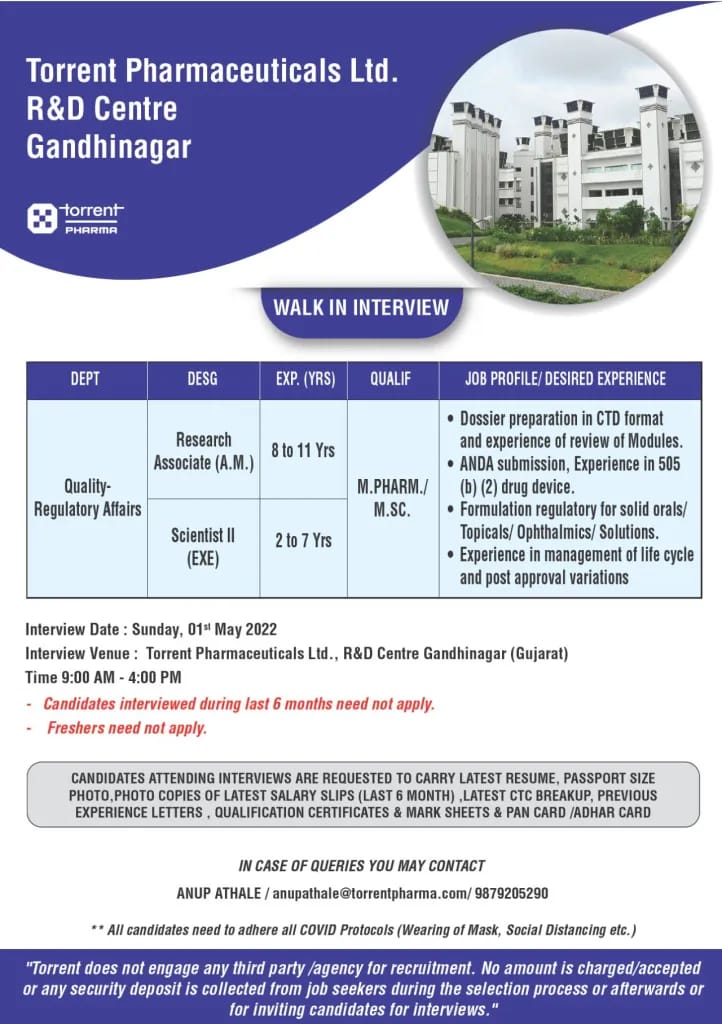 Torrent Pharmaceuticals Ltd.
R&D Centre
Gandhinagar
torrent
PHARMA
WALK IN INTERVIEW
DEPT
DESG
EXP. (YRS)
QUALIF
JOB PROFILE/ DESIRED EXPERIENCE
Quality-
Regulatory Affairs
Research
Associate (A.M.)
8 to 11 Yrs
Scientist II
(EXE)
2 to 7 Yrs
M.PHARM./
M.SC.
• Dossier preparation in CTD format
and experience of review of Modules.
• ANDA submission, Experience in 505
(b) (2) drug device.
• Formulation regulatory for solid orals/
Topicals/ Ophthalmics/ Solutions.
• Experience in management of life cycle
and post approval variations
Interview Date : Sunday, 01st May 2022
Interview Venue : Torrent Pharmaceuticals Ltd., R&D Centre Gandhinagar (Gujarat)
Time 9:00 AM - 4:00 PM
- Candidates interviewed during last 6 months need not apply.
- Freshers need not apply.
CANDIDATES ATTENDING INTERVIEWS ARE REQUESTED TO CARRY LATEST RESUME, PASSPORT SIZE
PHOTO,PHOTO COPIES OF LATEST SALARY SLIPS (LAST 6 MONTH) ,LATEST CTC BREAKUP, PREVIOUS
EXPERIENCE LETTERS , QUALIFICATION CERTIFICATES & MARK SHEETS & PAN CARD /ADHAR CARD
IN CASE OF QUERIES YOU MAY CONTACT
ANUP ATHALE / anupathale@torrentpharma.com/ 9879205290
** All candidates need to adhere all COVID Protocols (Wearing of Mask, Social Distancing etc.)
"Torrent does not engage any third party /agency for recruitment. No amount is charged/accepted
or any security deposit is collected from job seekers during the selection process or afterwards or
for inviting candidates for interviews."